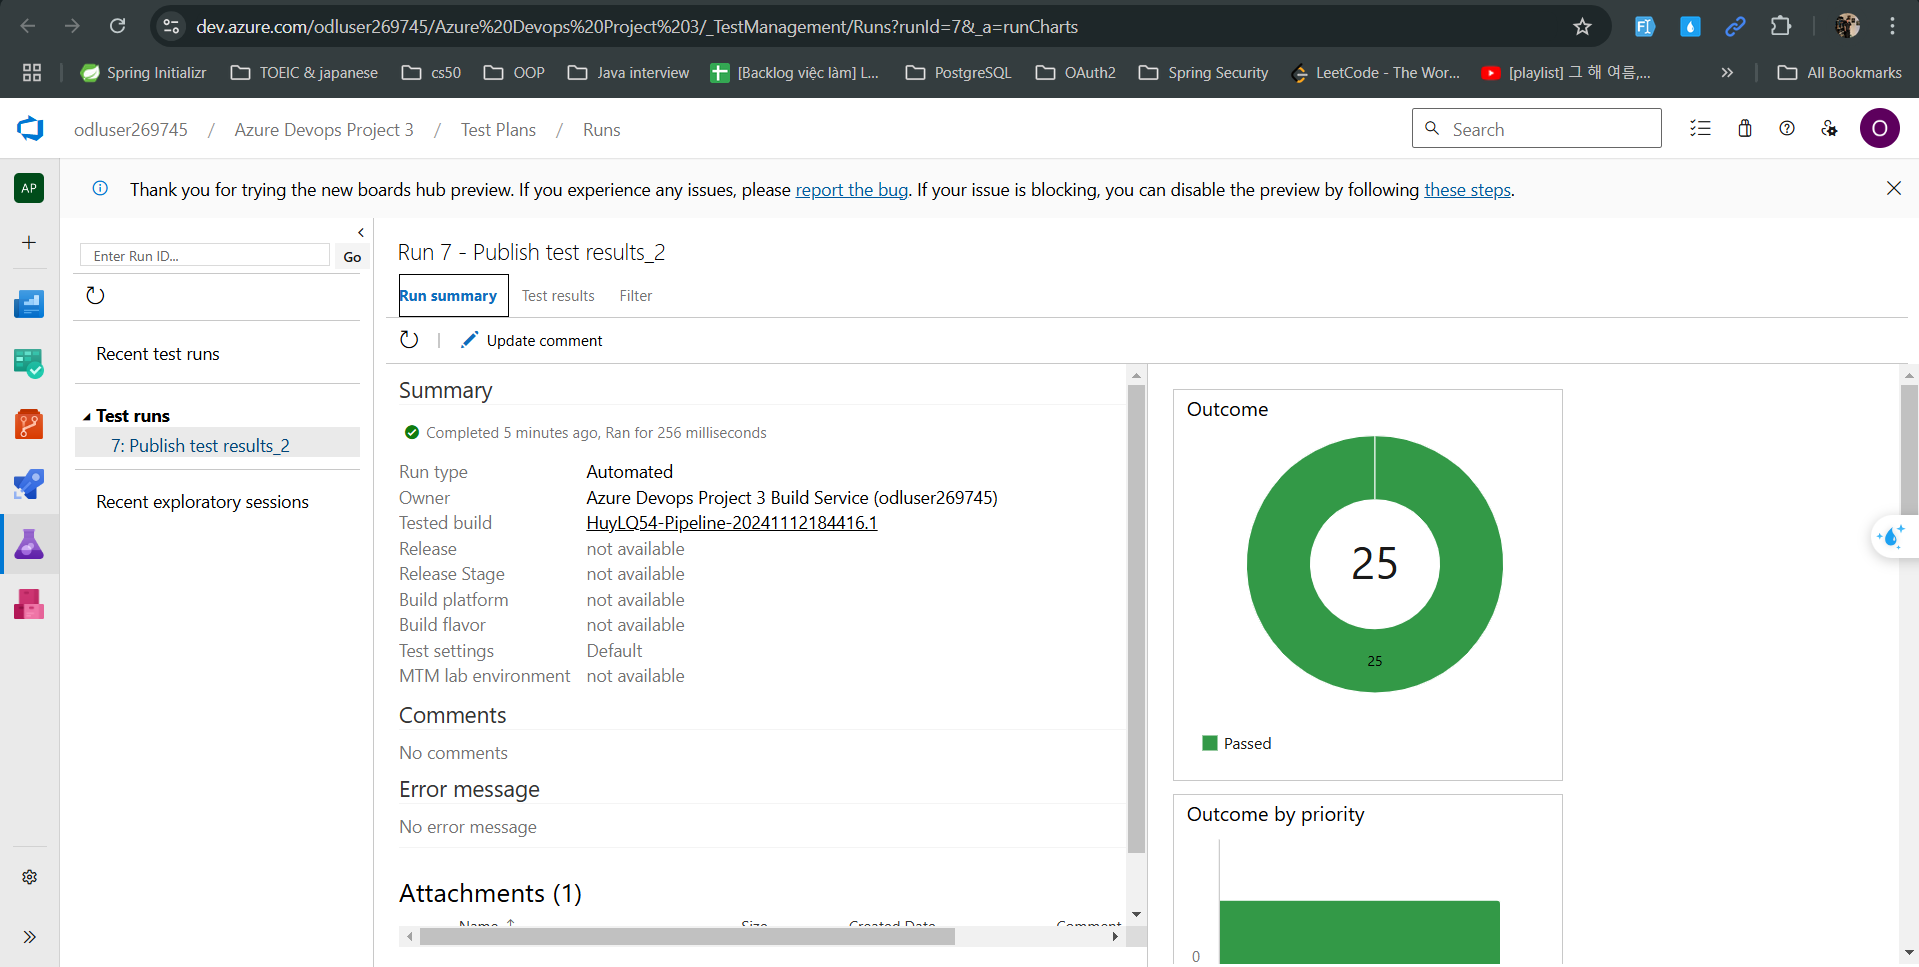 dev.azure.com/odluser269745/Azure%20Devops%20Project%203/_TestManagement/Runs?runId=7&_a=runCharts
Spring Initializr TOEIC & japanese cs50 OOP Java interview [Backlog việc làm] L... PostgreSQL OAuth2 Spring Security LeetCode - The Wor... [playlist] 그 해 여름,... All Bookmarks
odluser269745 / Azure Devops Project 3 / Test Plans / Runs
Search
O
AP
Thank you for trying the new boards hub preview. If you experience any issues, please report the bug. If your issue is blocking, you can disable the preview by following these steps.
Enter Run ID...
Go
Recent test runs
Test runs
7: Publish test results_2
Recent exploratory sessions
Run 7 - Publish test results_2
Run summary Test results Filter
Update comment
Summary
Completed 5 minutes ago, Ran for 256 milliseconds
Run type Automated
Owner Azure Devops Project 3 Build Service (odluser269745)
Tested build HuyLQ54-Pipeline-20241112184416.1
Release not available
Release Stage not available
Build platform not available
Build flavor not available
Test settings Default
MTM lab environment not available
Comments
No comments
Error message
No error message
Attachments (1)
Name Size Created Date Comment
Outcome
25
25
Passed
Outcome by priority
0